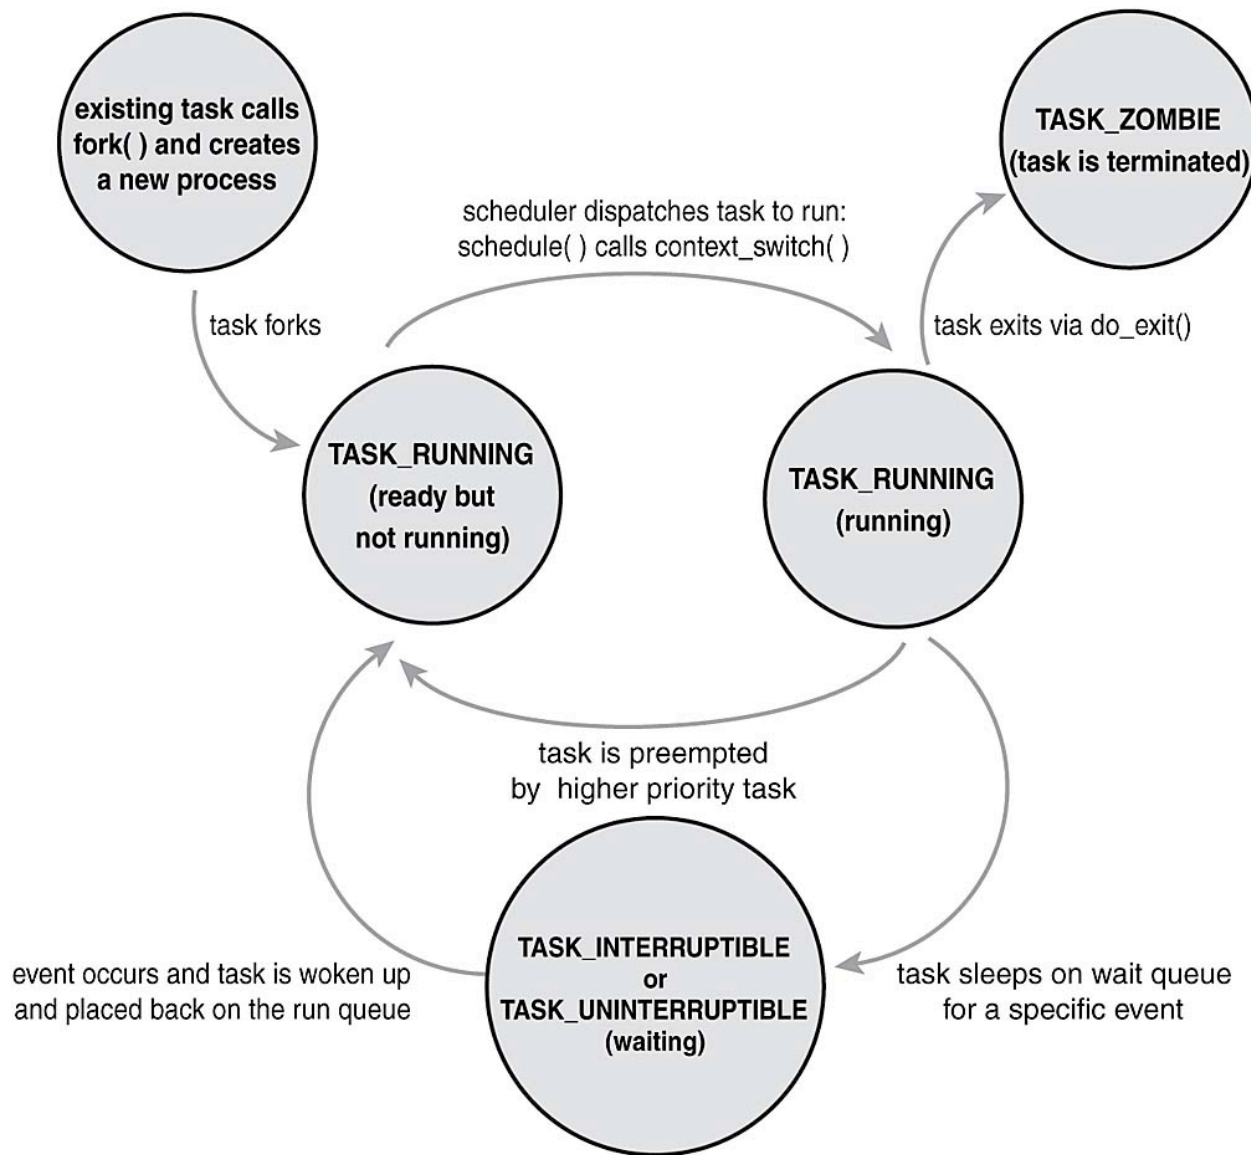 existing task calls
fork( ) and creates
a new process
TASK_ZOMBIE
(task is terminated)
scheduler dispatches task to run:
schedule( ) calls context_switch( )
task forks
task exits via do_exit()
TASK_RUNNING
(ready but
not running)
TASK_RUNNING
(running)
task is preempted
by higher priority task
TASK_INTERRUPTIBLE
or
TASK_UNINTERRUPTIBLE
(waiting)
event occurs and task is woken up
and placed back on the run queue
task sleeps on wait queue
for a specific event